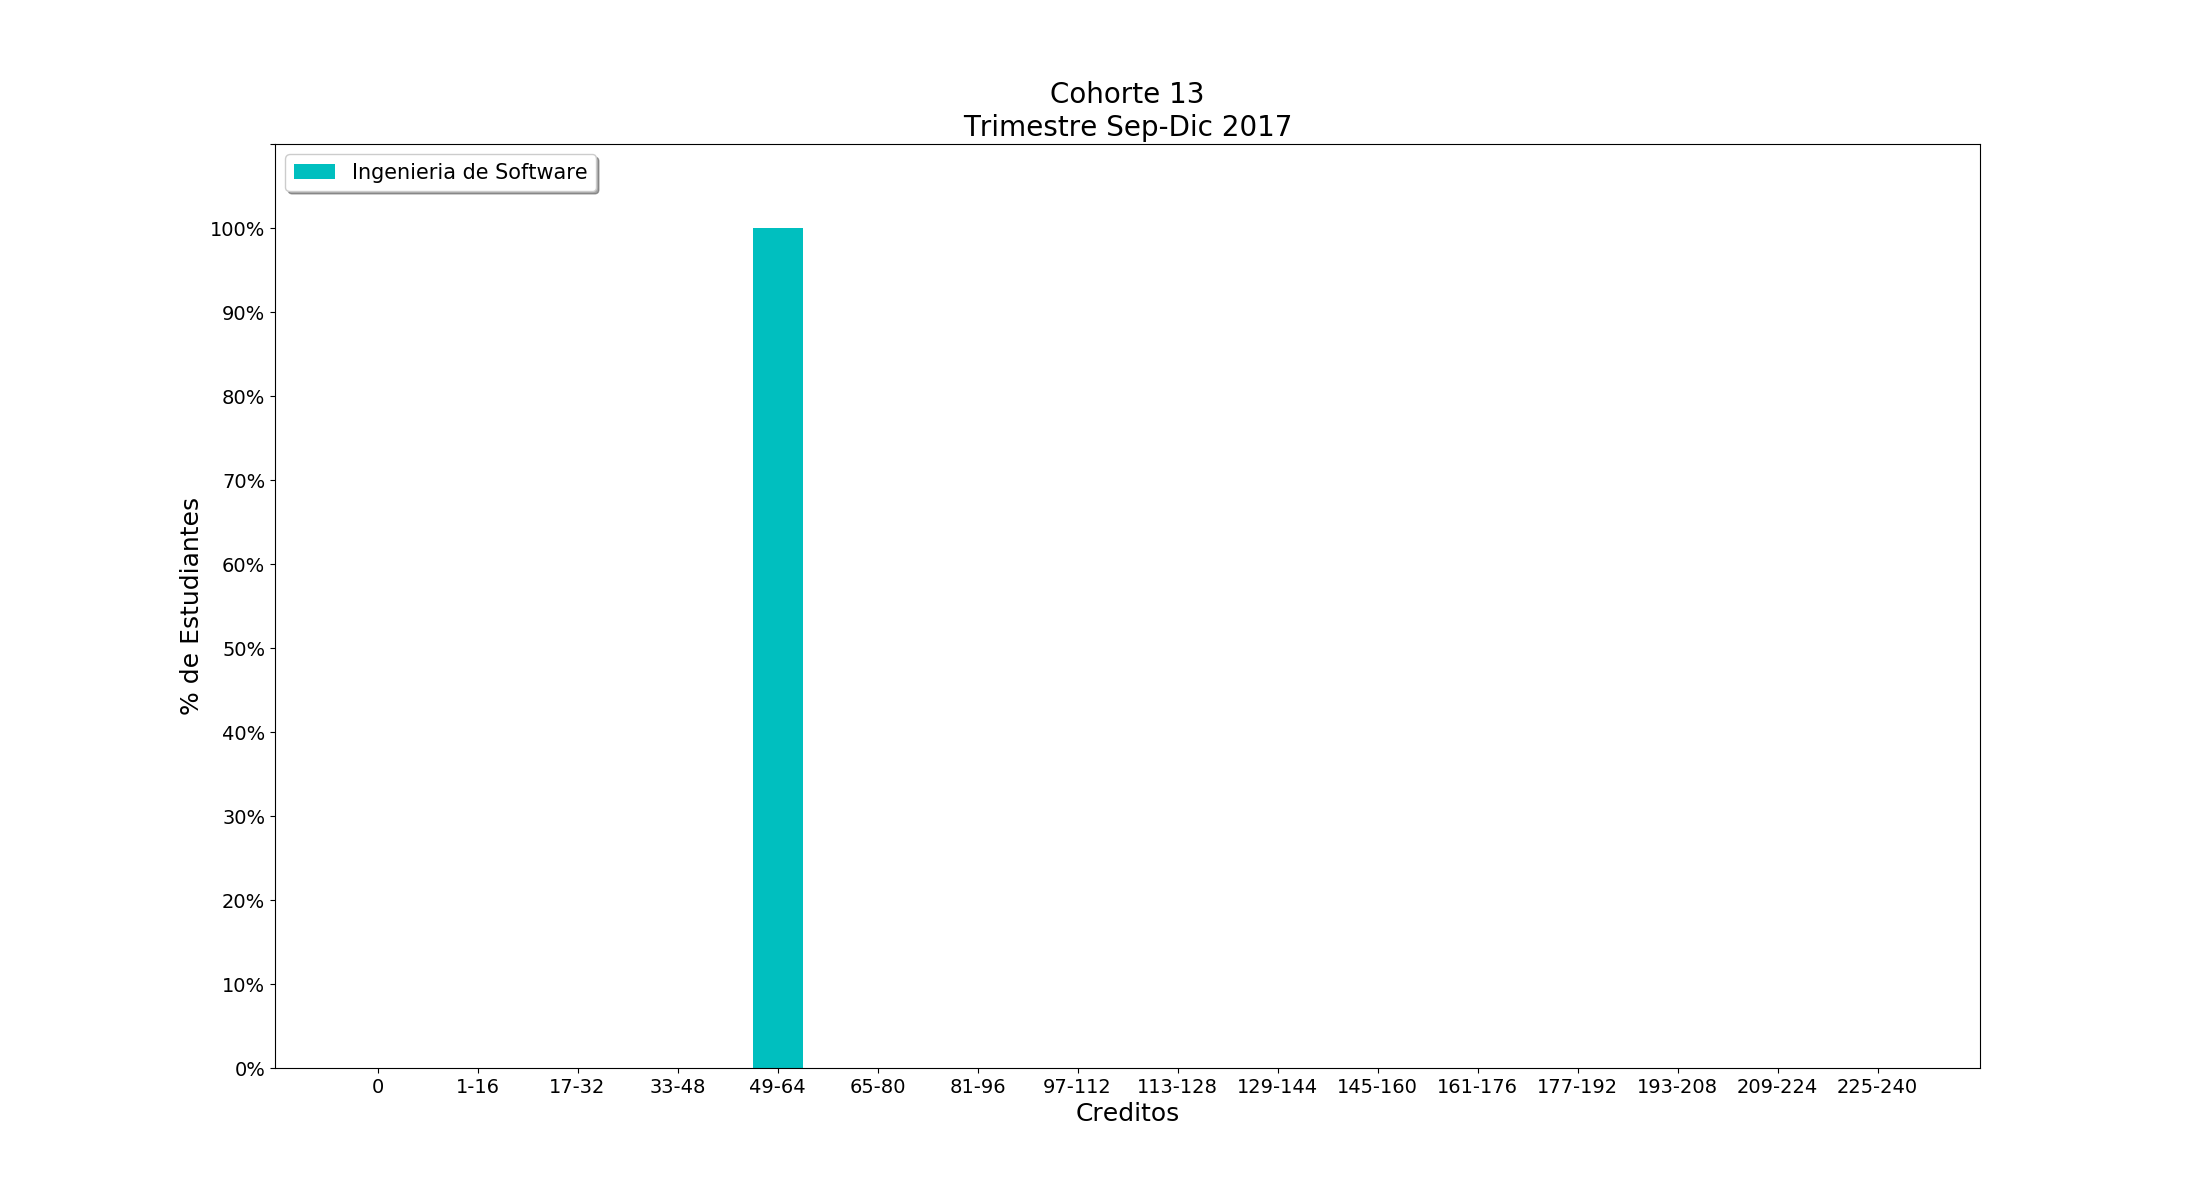 Cohorte 13
Trimestre Sep-Dic 2017
Ingenieria de Software
100%
90%
80%
70%
60%
50%
40%
30%
20%
10%
0%
% de Estudiantes
0 1-16 17-32 33-48 49-64 65-80 81-96 97-112 113-128 129-144 145-160 161-176 177-192 193-208 209-224 225-240
Creditos